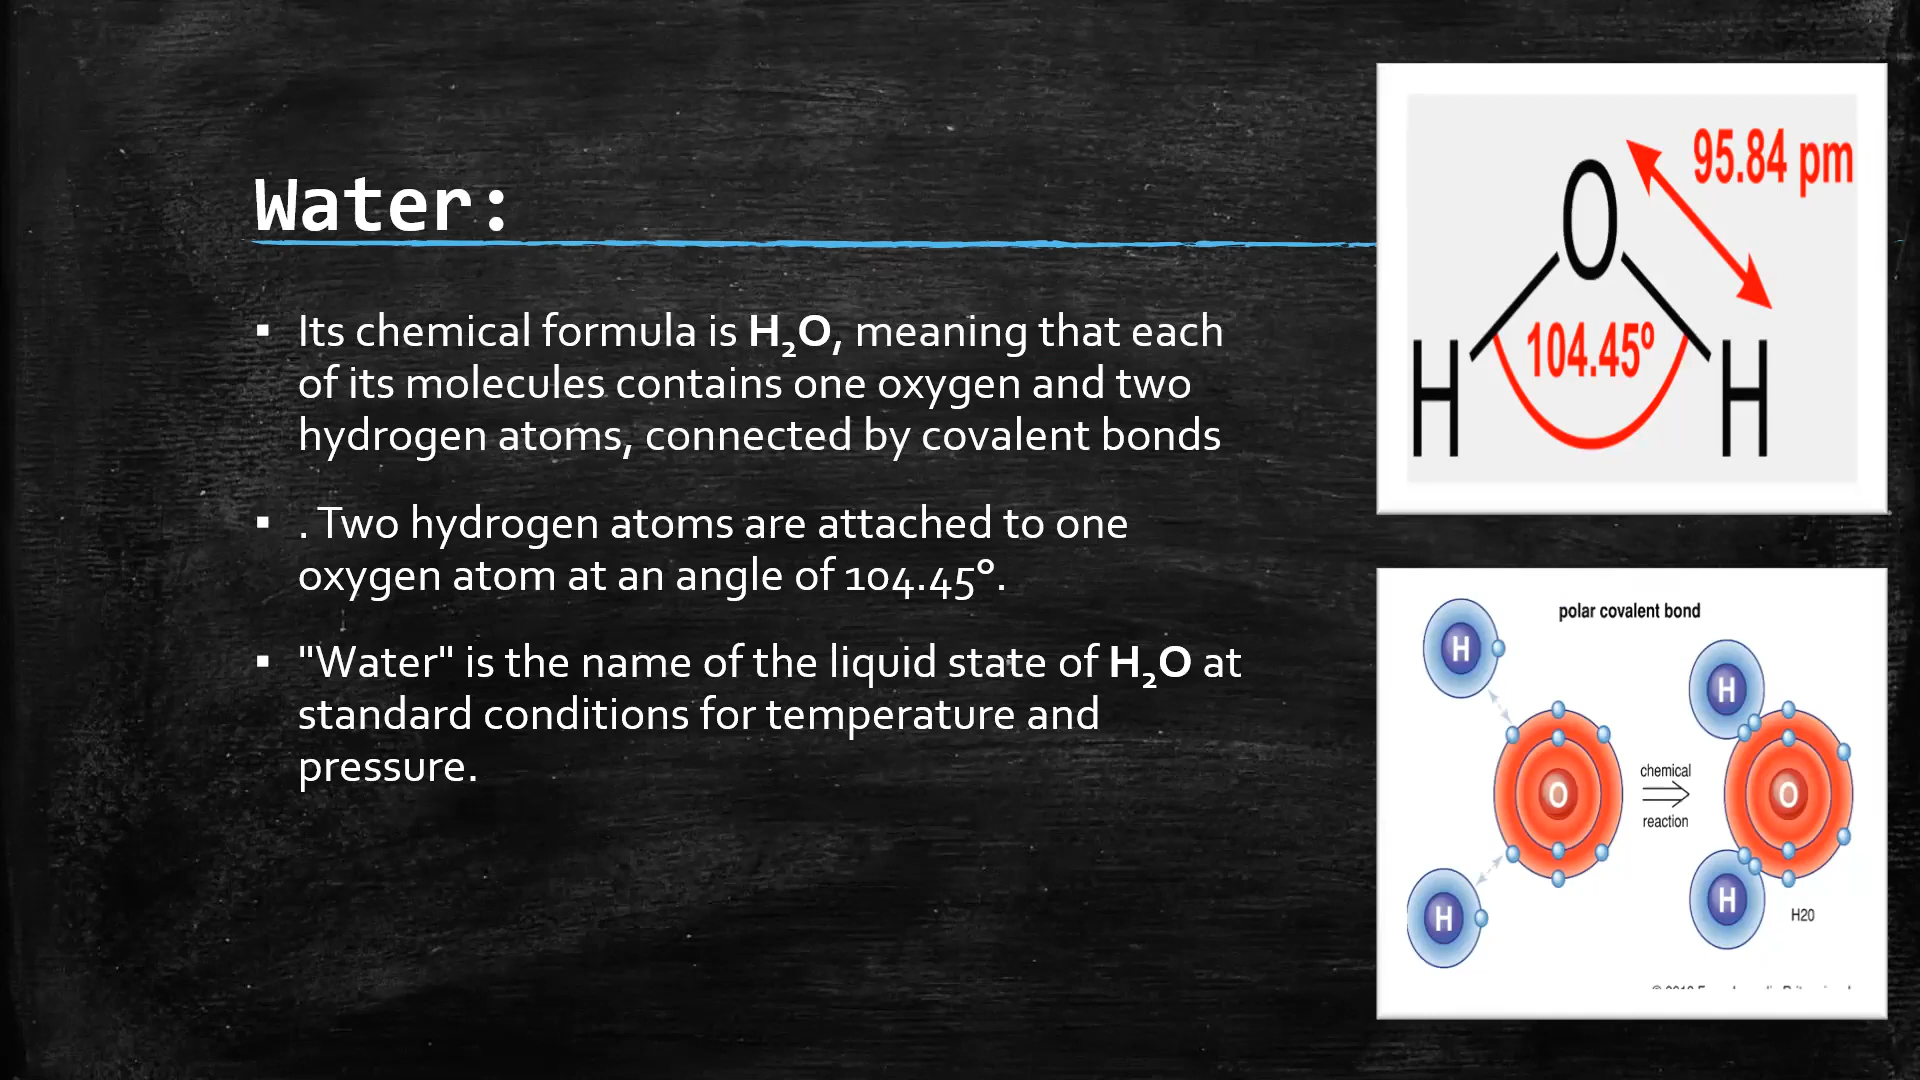 Water:
▪ Its chemical formula is H₂O, meaning that each
of its molecules contains one oxygen and two
hydrogen atoms, connected by covalent bonds
▪ . Two hydrogen atoms are attached to one
oxygen atom at an angle of 104.45°.
▪ "Water" is the name of the liquid state of H₂O at
standard conditions for temperature and
pressure.
95.84 pm
O
104.45º
H H
polar covalent bond
H
H
O
chemical
reaction
O
H
H
H20